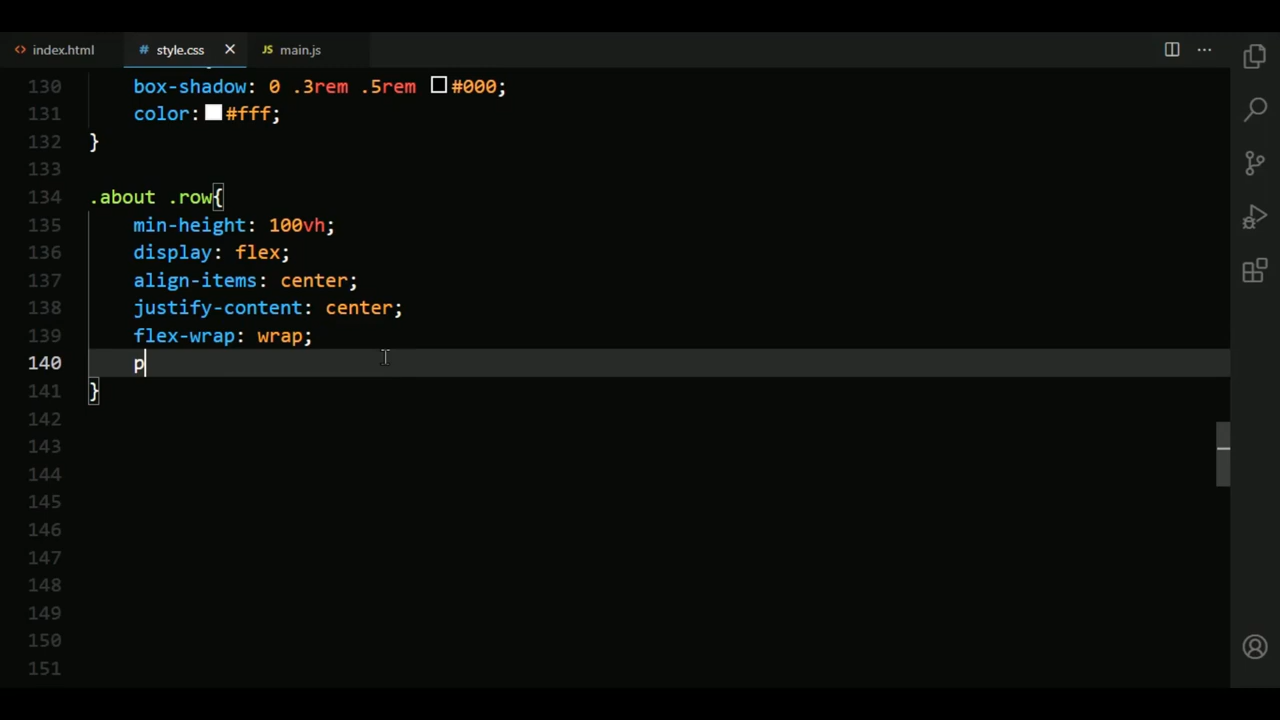 index.html
style.css
main.js
130 box-shadow: 0 .3rem .5rem #000;
131 color: #fff;
132 }
133
134 .about .row{
135 min-height: 100vh;
136 display: flex;
137 align-items: center;
138 justify-content: center;
139 flex-wrap: wrap;
140 p
141 }
142
143
144
145
146
147
148
149
150
151